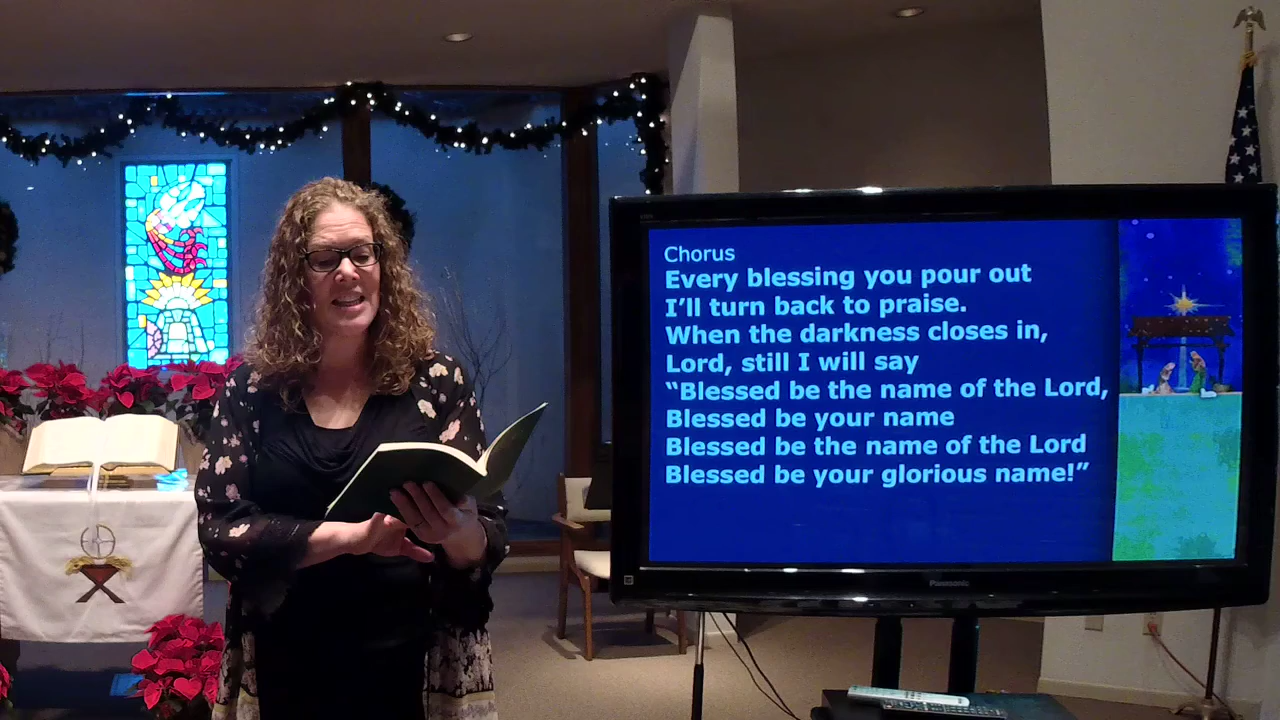 Chorus
Every blessing you pour out
I’ll turn back to praise.
When the darkness closes in,
Lord, still I will say
“Blessed be the name of the Lord,
Blessed be your name
Blessed be the name of the Lord
Blessed be your glorious name!”
Panasonic